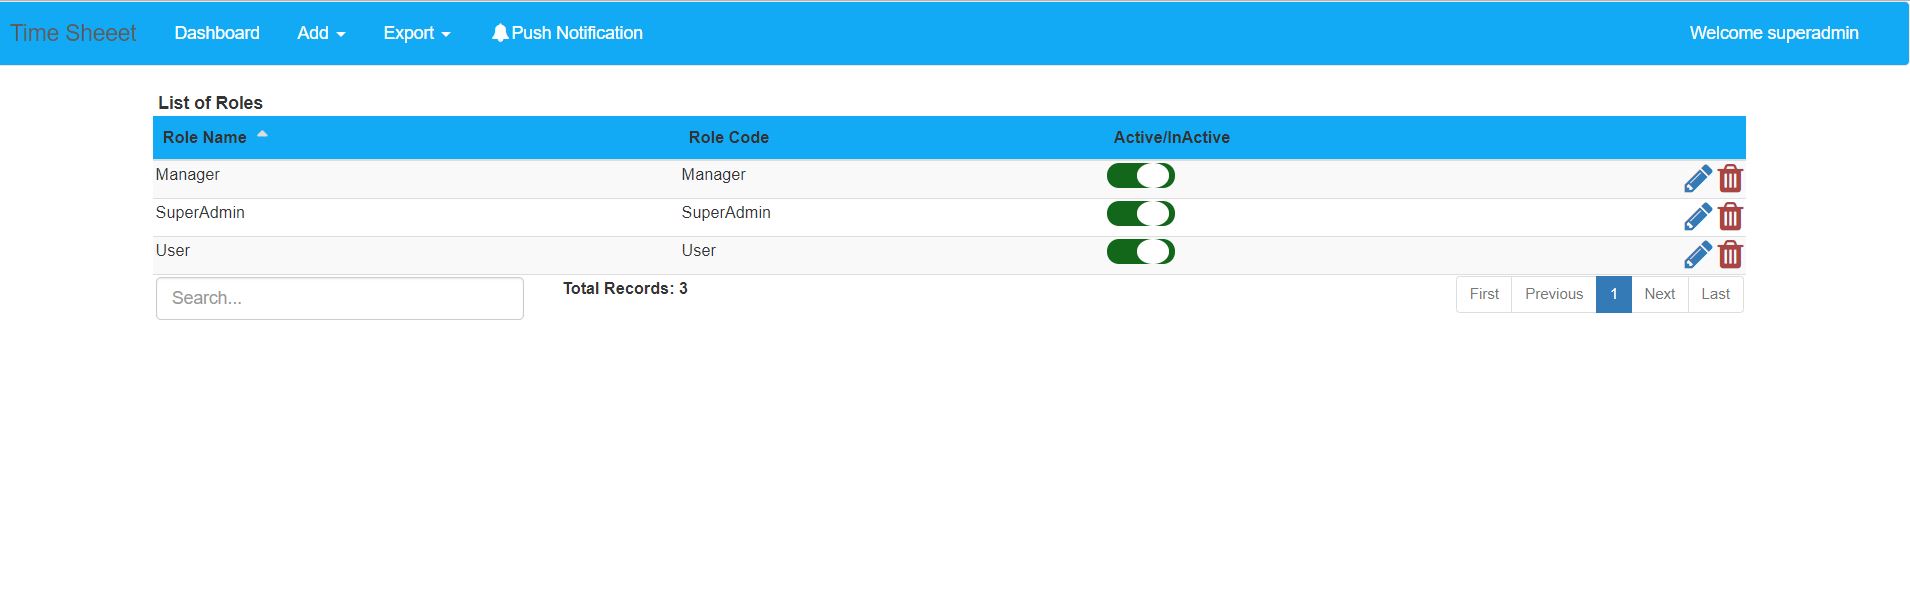 Time Sheeet Dashboard Add Export Push Notification Welcome superadmin
List of Roles
Role Name Role Code Active/InActive
Manager Manager
SuperAdmin SuperAdmin
User User
Search... Total Records: 3 First Previous 1 Next Last